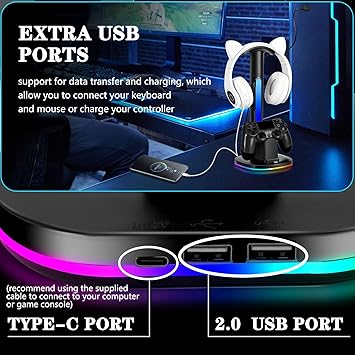 EXTRA USB
PORTS
support for data transfer and charging, which
allow you to connect your keyboard
and mouse or charge your controller
(recommend using the supplied
cable to connect to your computer
or game console)
TYPE-C PORT
2.0 USB PORT